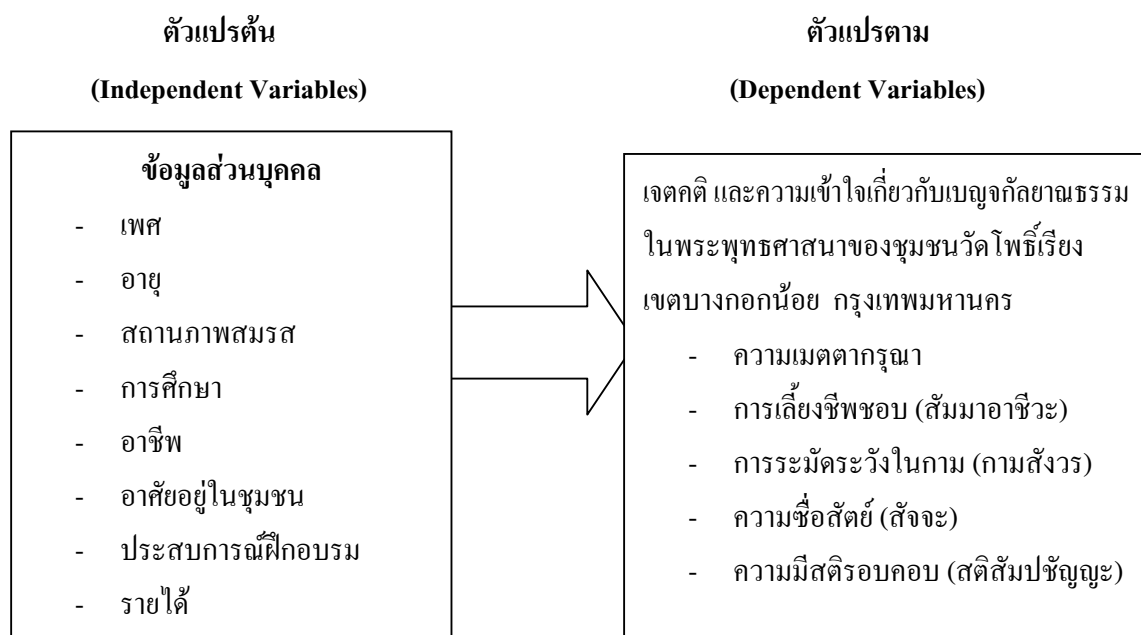 ตัวแปรต้น
(Independent Variables)
ข้อมูลส่วนบุคคล
- เพศ
- อายุ
- สถานภาพสมรส
- การศึกษา
- อาชีพ
- อาศัยอยู่ในชุมชน
- ประสบการณ์ฝึกอบรม
- รายได้
ตัวแปรตาม
(Dependent Variables)
เจตคติ และความเข้าใจเกี่ยวกับเบญจกัลยาณธรรม
ในพระพุทธศาสนาของชุมชนวัดโพธิ์เรียง
เขตบางกอกน้อย กรุงเทพมหานคร
- ความเมตตากรุณา
- การเลี้ยงชีพชอบ (สัมมาอาชีวะ)
- การระมัดระวังในกาม (กามสังวร)
- ความซื่อสัตย์ (สัจจะ)
- ความมีสติรอบคอบ (สติสัมปชัญญะ)